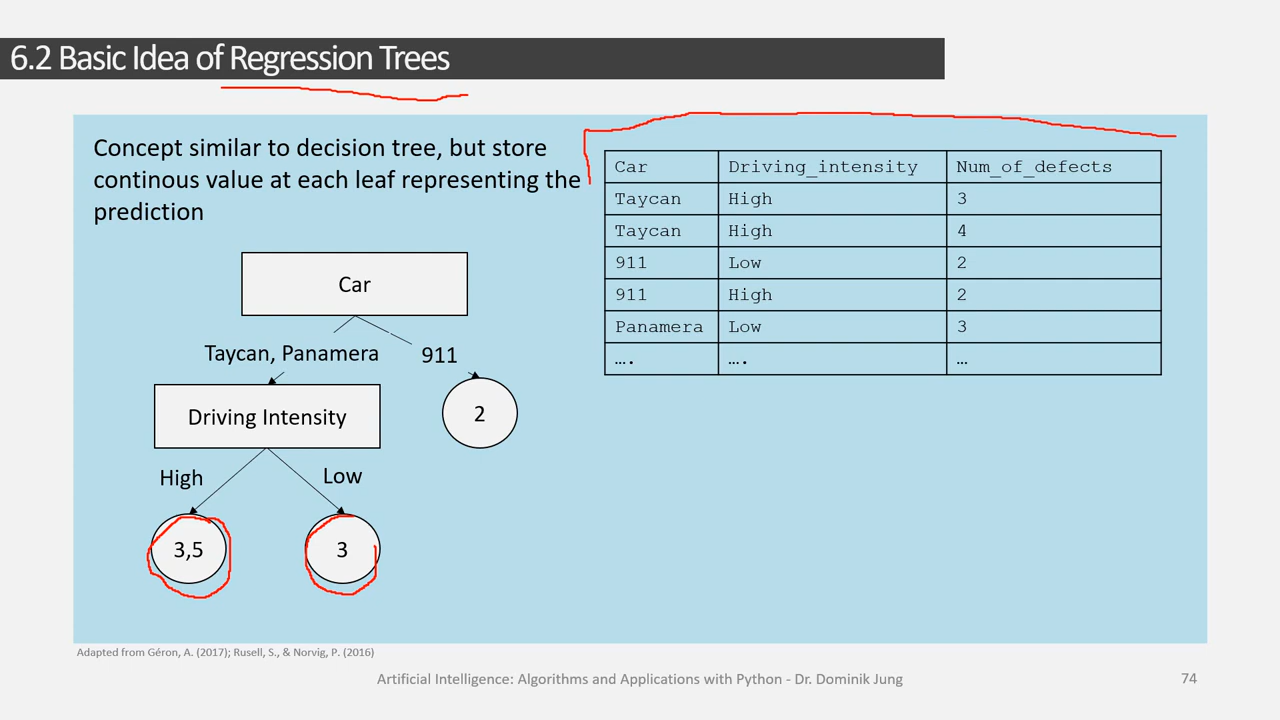 6.2 Basic Idea of Regression Trees
Concept similar to decision tree, but store
continous value at each leaf representing the
prediction
Car
Taycan, Panamera
911
Driving Intensity
2
High
Low
3,5
3
Car Driving_intensity Num_of_defects
Taycan High 3
Taycan High 4
911 Low 2
911 High 2
Panamera Low 3
…. …. …
Adapted from Géron, A. (2017); Rusell, S., & Norvig, P. (2016)
Artificial Intelligence: Algorithms and Applications with Python - Dr. Dominik Jung
74